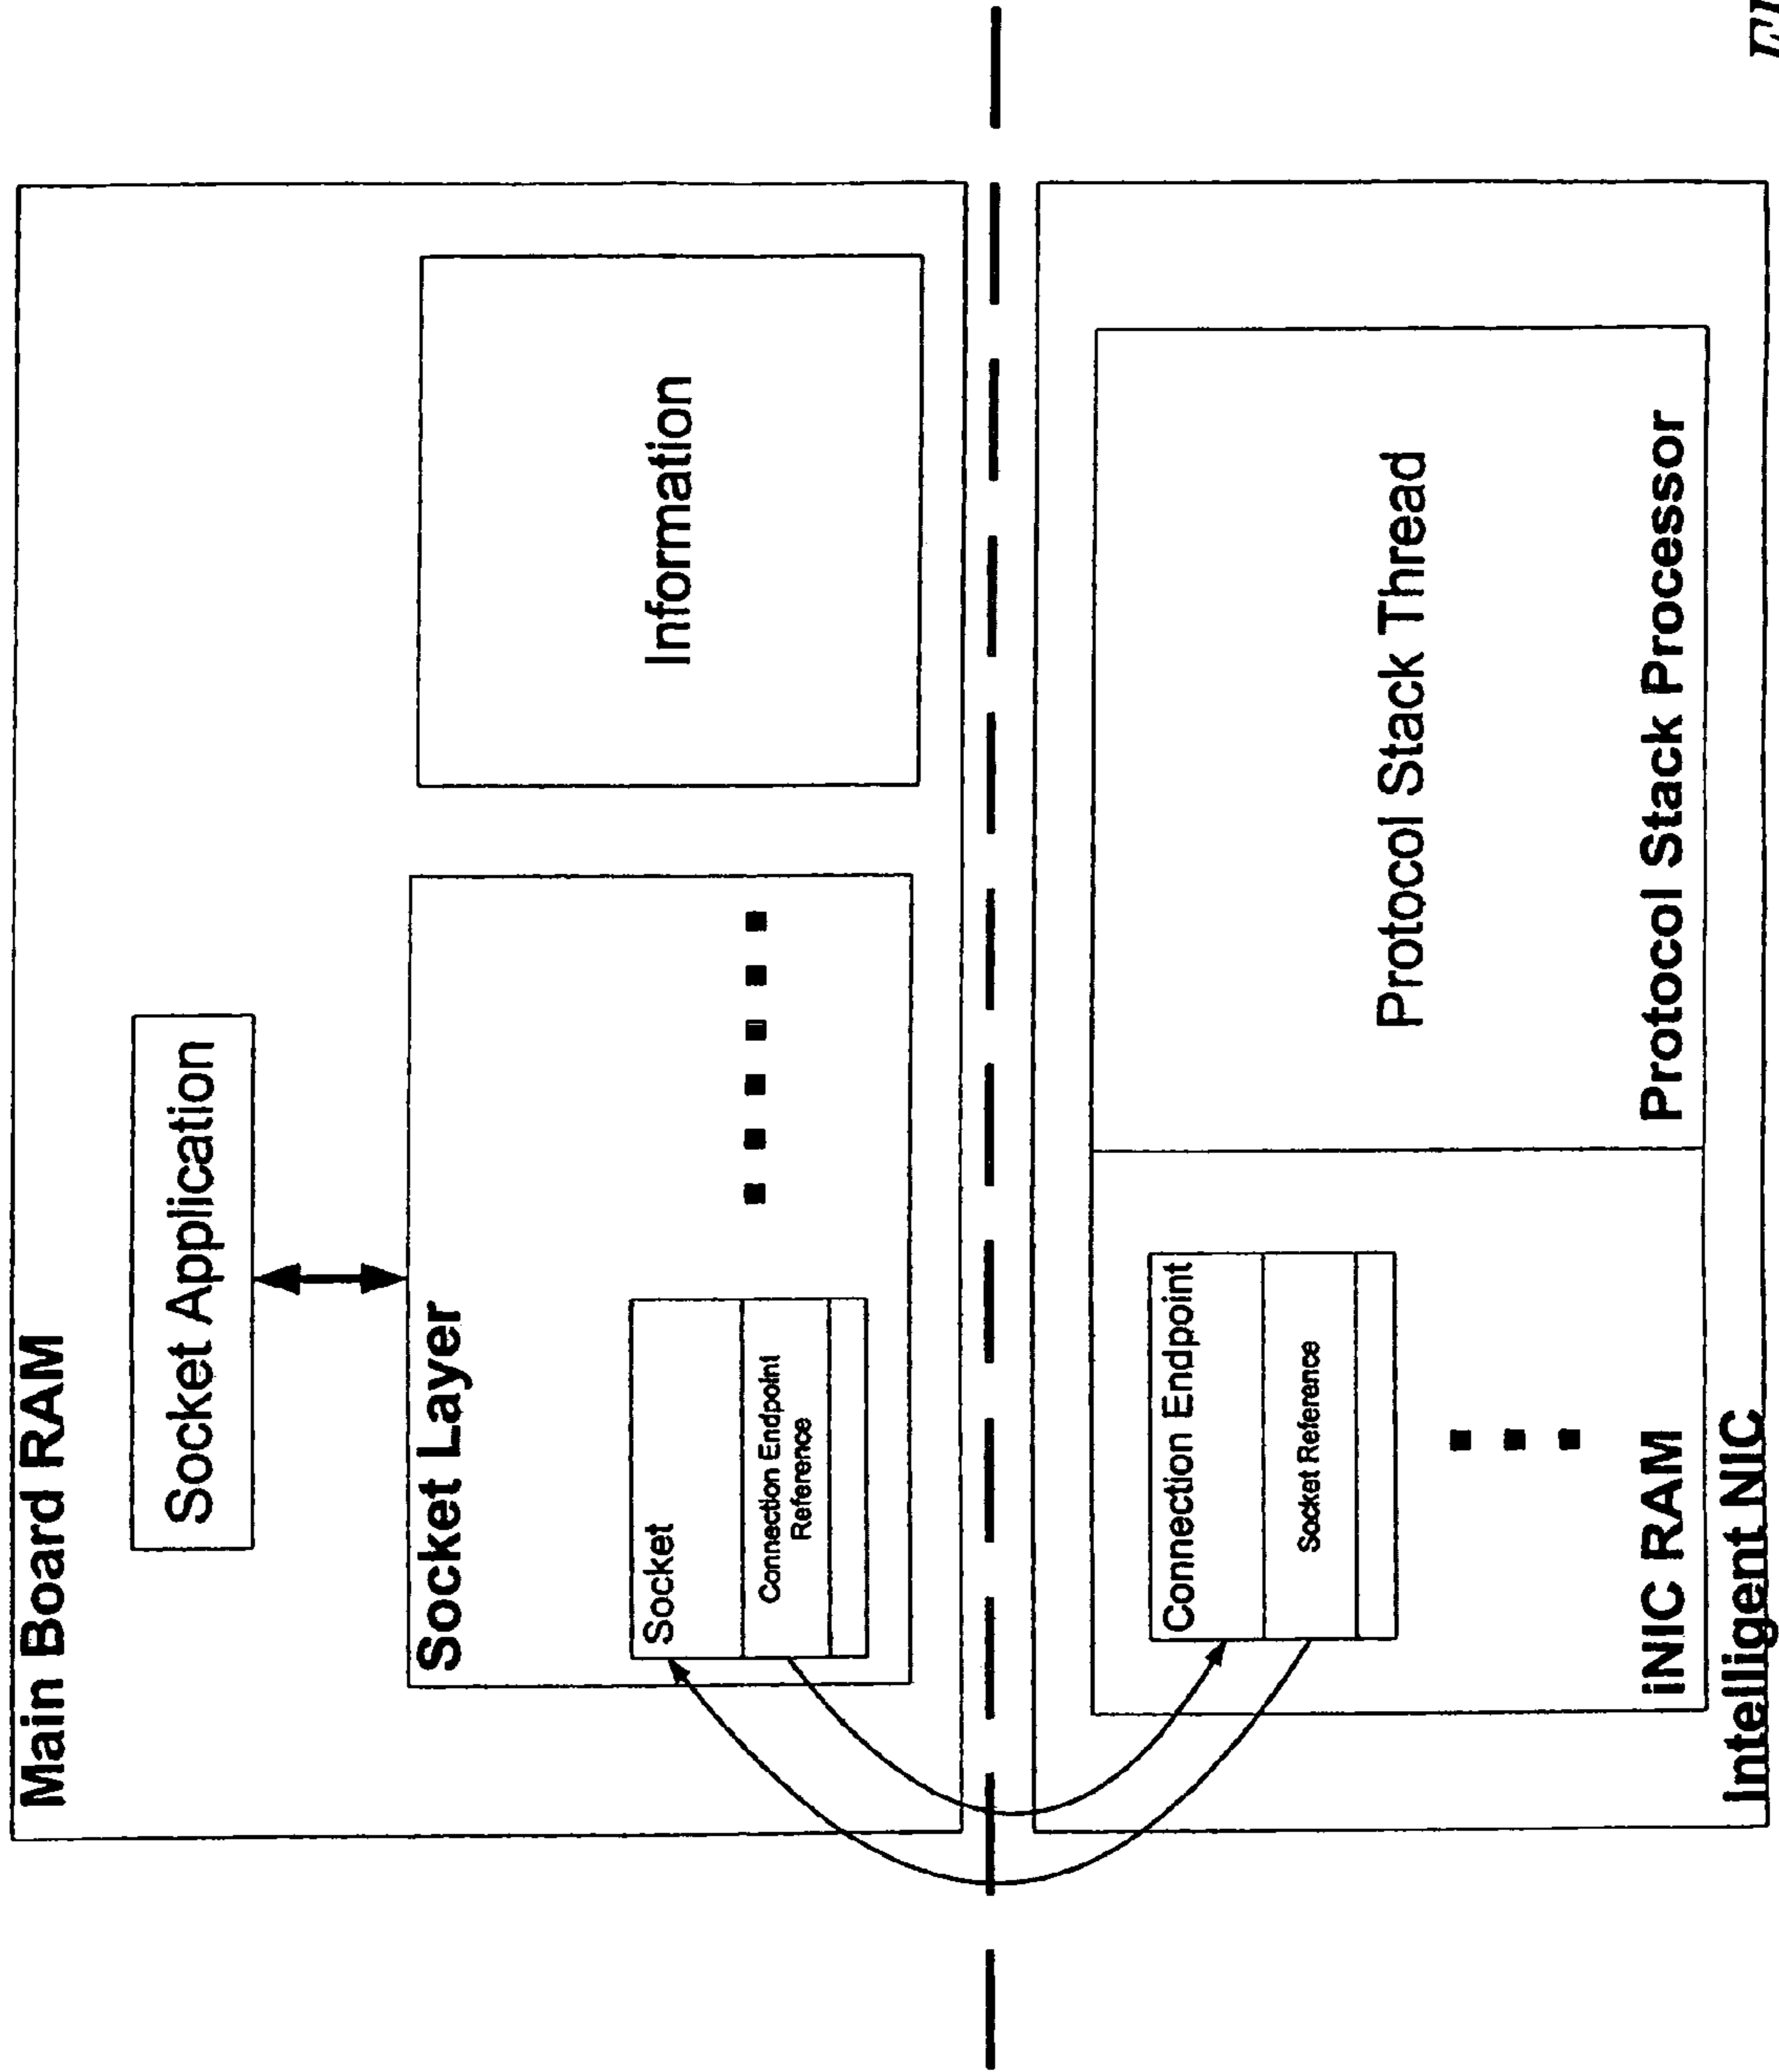 Main Board RAM
Socket Application
Socket Layer
Socket
Connection Endpoint
Reference
Information
Connection Endpoint
Socket Reference
iNIC RAM
Protocol Stack Thread
Protocol Stack Processor
Intelligent NIC